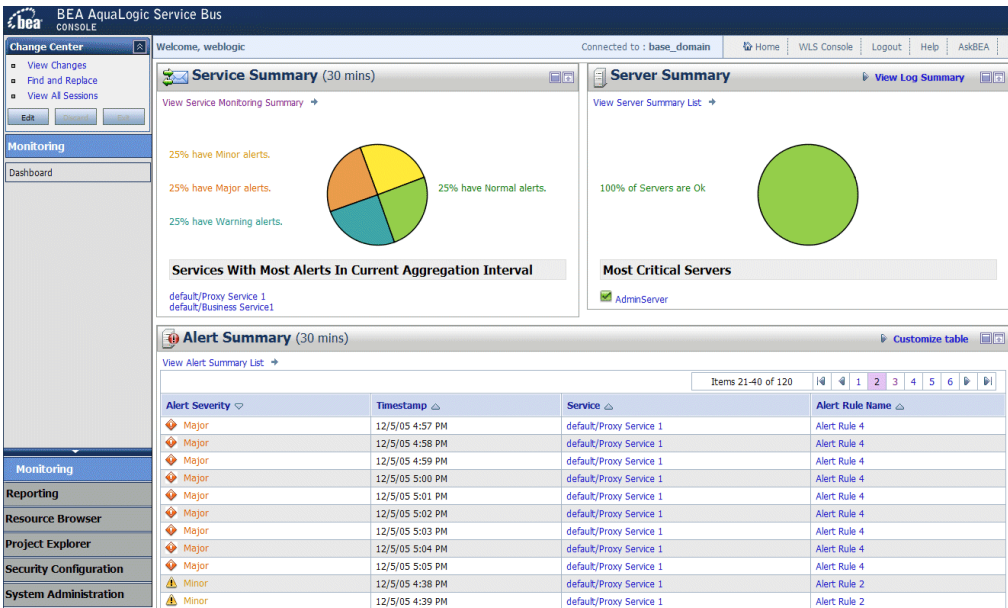 bea BEA AquaLogic Service Bus
CONSOLE
Change Center
View Changes
Find and Replace
View All Sessions
Edit
Monitoring
Dashboard
Monitoring
Reporting
Resource Browser
Project Explorer
Security Configuration
System Administration
Welcome, weblogic
Connected to : base_domain
Home
WLS Console
Logout
Help
AskBEA
Service Summary (30 mins)
View Service Monitoring Summary
25% have Minor alerts.
25% have Major alerts.
25% have Normal alerts.
25% have Warning alerts.
Services With Most Alerts In Current Aggregation Interval
default/Proxy Service 1
default/Business Service1
Server Summary
View Log Summary
View Server Summary List
100% of Servers are Ok
Most Critical Servers
AdminServer
Alert Summary (30 mins)
Customize table
View Alert Summary List
Items 21-40 of 120 1 2 3 4 5 6
Alert Severity Timestamp Service Alert Rule Name
Major 12/5/05 4:57 PM default/Proxy Service 1 Alert Rule 4
Major 12/5/05 4:58 PM default/Proxy Service 1 Alert Rule 4
Major 12/5/05 4:59 PM default/Proxy Service 1 Alert Rule 4
Major 12/5/05 5:00 PM default/Proxy Service 1 Alert Rule 4
Major 12/5/05 5:01 PM default/Proxy Service 1 Alert Rule 4
Major 12/5/05 5:02 PM default/Proxy Service 1 Alert Rule 4
Major 12/5/05 5:03 PM default/Proxy Service 1 Alert Rule 4
Major 12/5/05 5:04 PM default/Proxy Service 1 Alert Rule 4
Major 12/5/05 5:05 PM default/Proxy Service 1 Alert Rule 4
Minor 12/5/05 4:38 PM default/Proxy Service 1 Alert Rule 2
Minor 12/5/05 4:39 PM default/Proxy Service 1 Alert Rule 2